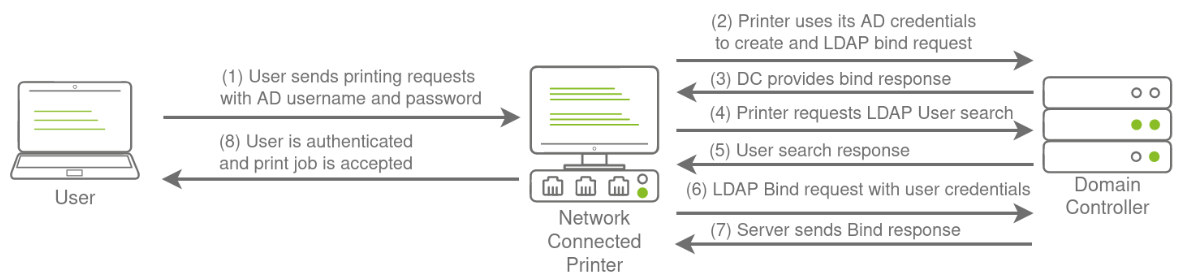 (1) User sends printing requests
with AD username and password
(8) User is authenticated
and print job is accepted
User
Network
Connected
Printer
(2) Printer uses its AD credentials
to create and LDAP bind request
(3) DC provides bind response
(4) Printer requests LDAP User search
(5) User search response
(6) LDAP Bind request with user credentials
(7) Server sends Bind response
Domain
Controller